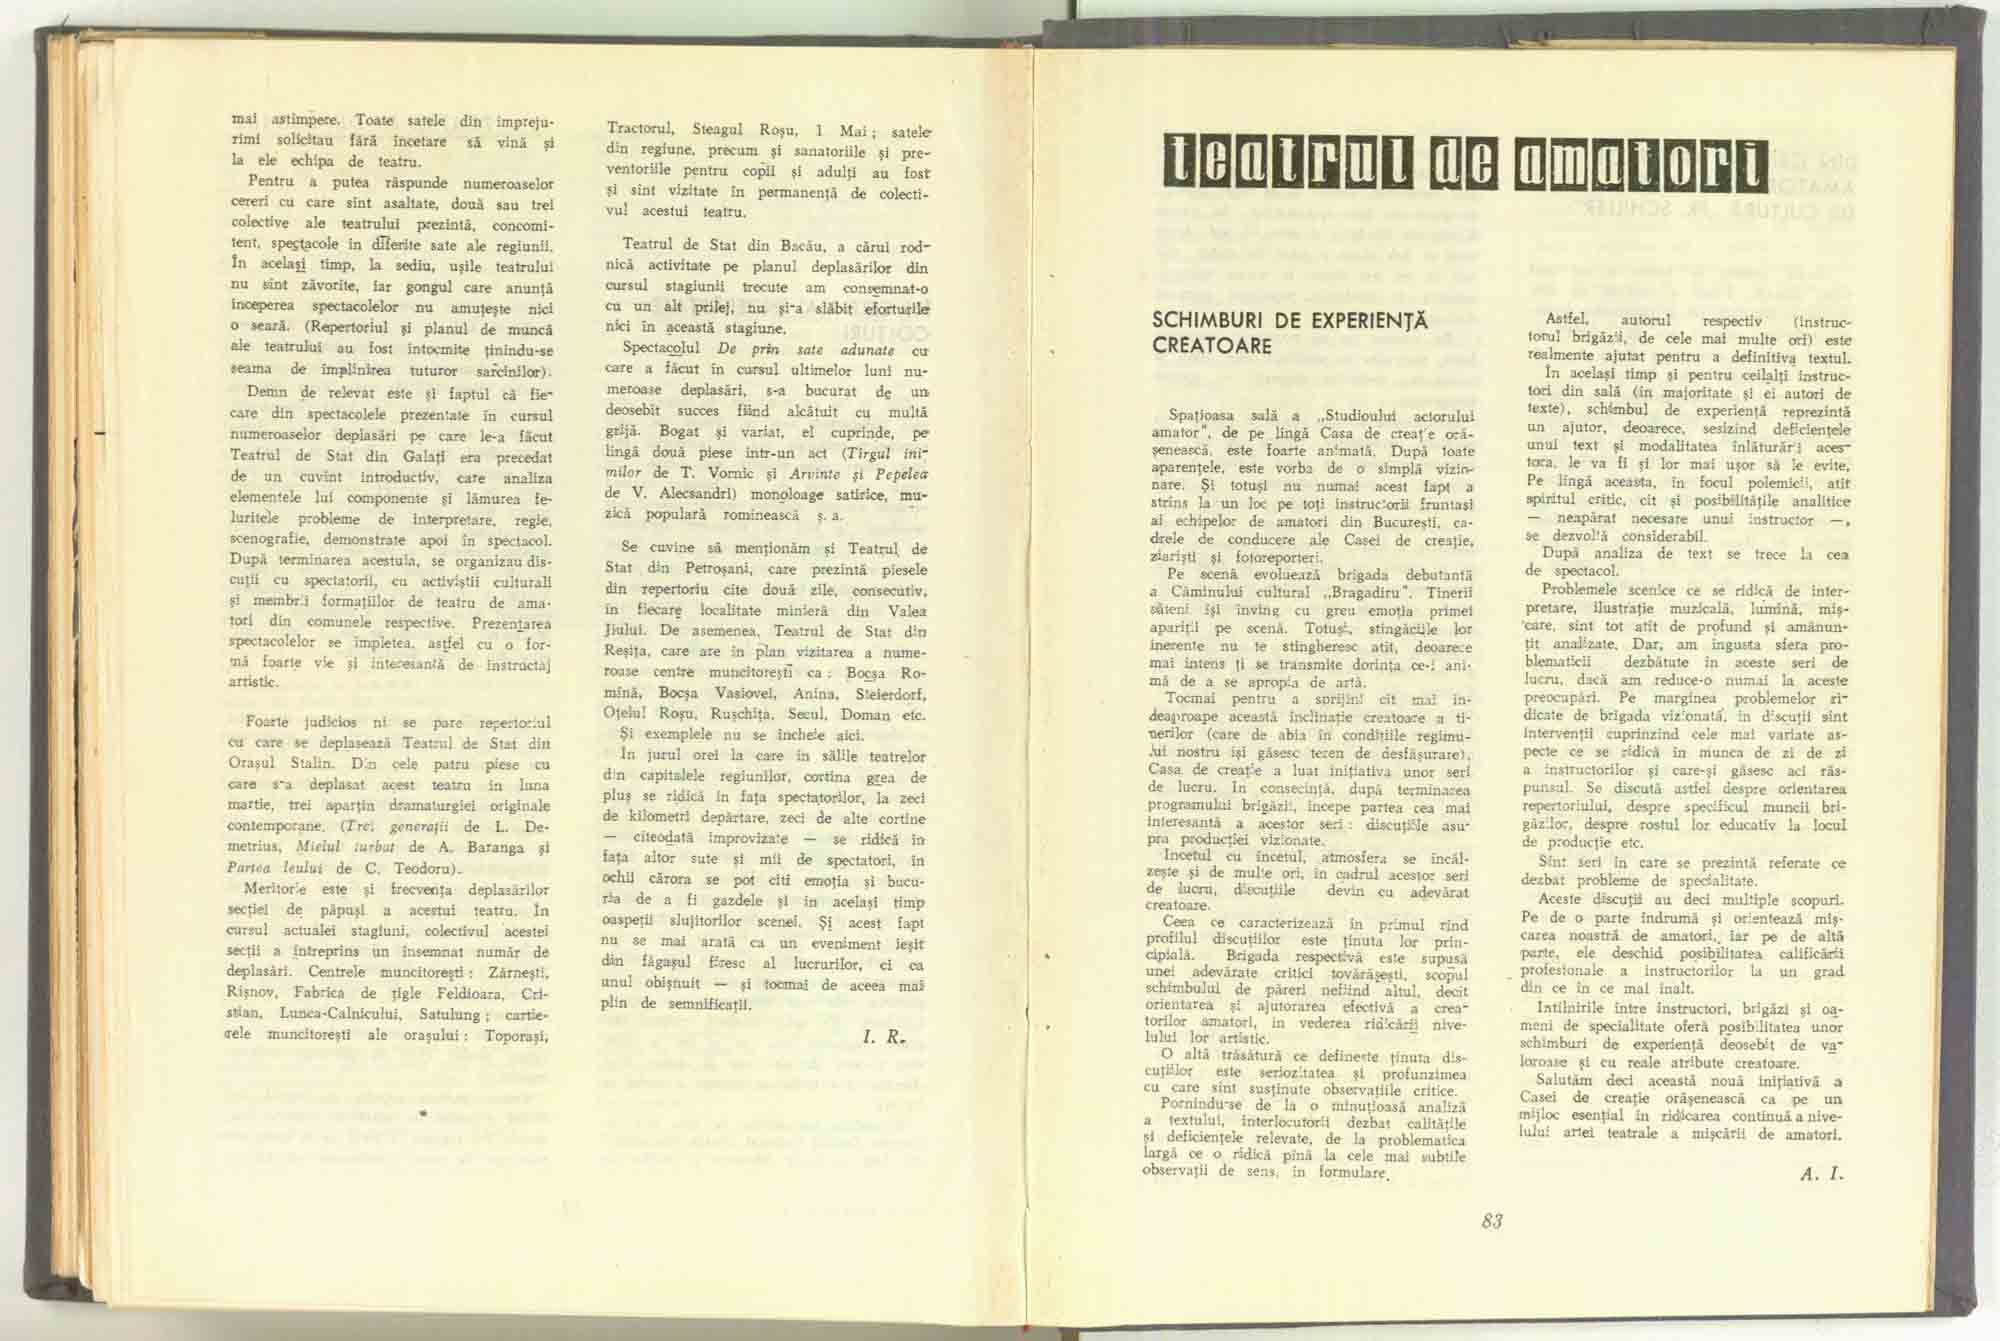 mai astîmpere. Toate satele din împreju-
rimi solicitau fără încetare să vină și
la ele echipa de teatru.
Pentru a putea răspunde numeroaselor
cereri cu care sînt asaltate, două sau trei
colective ale teatrului prezintă, concomi-
tent, spectacole în diferite sate ale regiunii.
În același timp, la sediu, ușile teatrului
nu sînt zăvorite, iar gongul care anunță
începerea spectacolelor nu amuțește nici
o seară. (Repertoriul și planul de muncă
ale teatrului au fost întocmite ținîndu-se
seama de împlinirea tuturor sarcinilor).
Demn de relevat este și faptul că fie-
care din spectacolele prezentate în cursul
numeroaselor deplasări pe care le-a făcut
Teatrul de Stat din Galați era precedat
de un cuvînt introductiv, care analiza
elementele lui componente și lămurea fe-
luritele probleme de interpretare, regie,
scenografie, demonstrate apoi în spectacol.
După terminarea acestuia, se organizau dis-
cuții cu spectatorii, cu activiștii culturali
și membrii formațiilor de teatru de ama-
tori din comunele respective. Prezentarea
spectacolelor se împletea, astfel cu o for-
mă foarte vie și interesantă de instructaj
artistic.
Foarte judicios ni se pare repertoriul
cu care se deplasează Teatrul de Stat din
Orașul Stalin. Din cele patru piese cu
care s-a deplasat acest teatru în luna
martie, trei aparțin dramaturgiei originale
contemporane. (Trei generații de L. De-
metrius, Mielul turbat de A. Baranga și
Partea leului de C. Teodoru).
Meritorie este și frecvența deplasărilor
secției de păpuși a acestui teatru. În
cursul actualei stagiuni, colectivul acestei
secții a întreprins un însemnat număr de
deplasări. Centrele muncitorești : Zărnești,
Rîșnov, Fabrica de țigle Feldioara, Cri-
stian, Lunca-Calnicului, Satulung ; cartie-
rele muncitorești ale orașului : Toporași,
Tractorul, Steagul Roșu, 1 Mai ; satele
din regiune, precum și sanatoriile și pre-
ventoriile pentru copii și adulți au fost
și sînt vizitate în permanență de colecti-
vul acestui teatru.
Teatrul de Stat din Bacău, a cărui rod-
nică activitate pe planul deplasărilor din
cursul stagiunii trecute am consemnat-o
cu un alt prilej, nu și-a slăbit eforturile
nici în această stagiune.
Spectacolul De prin sate adunate cu
care a făcut în cursul ultimelor luni nu-
meroase deplasări, s-a bucurat de un
deosebit succes fiind alcătuit cu multă
grijă. Bogat și variat, el cuprinde, pe
lîngă două piese într-un act (Tîrgul ini-
milor de T. Vornic și Arvinte și Pepelea
de V. Alecsandri) monoloage satirice, mu-
zică populară romînească ș. a.
Se cuvine să menționăm și Teatrul de
Stat din Petroșani, care prezintă piesele
din repertoriu cîte două zile, consecutiv,
în fiecare localitate minieră din Valea
Jiului. De asemenea, Teatrul de Stat din
Reșița, care are în plan vizitarea a nume-
roase centre muncitorești ca : Bocșa Ro-
mînă, Bocșa Vasiovei, Anina, Steierdorf,
Oțelul Roșu, Rușchița, Secul, Doman etc.
Și exemplele nu se încheie aici.
În jurul orei la care în sălile teatrelor
din capitalele regiunilor, cortina grea de
pluș se ridică în fața spectatorilor, la zeci
de kilometri depărtare, zeci de alte cortine
— cîteodată improvizate — se ridică în
fața altor sute și mii de spectatori, în
ochii cărora se pot citi emoția și bucu-
ria de a fi gazdele și în același timp
oaspeții slujitorilor scenei. Și acest fapt
nu se mai arată ca un eveniment ieșit
din făgașul firesc al lucrurilor, ci ca
unul obișnuit — și tocmai de aceea mai
plin de semnificații.
I. R.
teatrul de amatori
SCHIMBURI DE EXPERIENȚĂ
CREATOARE
Spațioasa sală a „Studioului actorului
amator", de pe lîngă Casa de creație oră-
șenească, este foarte animată. După toate
aparențele, este vorba de o simplă vizio-
nare. Și totuși nu numai acest fapt a
strîns la un loc pe toți instructorii fruntași
ai echipelor de amatori din București, ca-
drele de conducere ale Casei de creație,
ziariști și fotoreporteri.
Pe scenă evoluează brigada debutantă
a Căminului cultural „Bragadiru". Tinerii
săteni își înving cu greu emoția primei
apariții pe scenă. Totuși, stîngăciile lor
inerente nu te stingheresc atît, deoarece
mai intens ți se transmite dorința ce-i ani-
mă de a se apropia de artă.
Tocmai pentru a sprijini cît mai în-
deaproape această înclinație creatoare a ti-
nerilor (care de abia în condițiile regimu-
lui nostru își găsesc teren de desfășurare),
Casa de creație a luat inițiativa unor seri
de lucru. În consecință, după terminarea
programului brigăzii, începe partea cea mai
interesantă a acestor seri : discuțiile asu-
pra producției vizionate.
Încetul cu încetul, atmosfera se încăl-
zește și de multe ori, în cadrul acestor seri
de lucru, discuțiile devin cu adevărat
creatoare.
Ceea ce caracterizează în primul rînd
profilul discuțiilor este ținuta lor prin-
cipială. Brigada respectivă este supusă
unei adevărate critici tovărășești, scopul
schimbului de păreri nefiind altul, decît
orientarea și ajutorarea efectivă a crea-
torilor amatori, în vederea ridicării nive-
lului lor artistic.
O altă trăsătură ce definește ținuta dis-
cuțiilor este seriozitatea și profunzimea
cu care sînt susținute observațiile critice.
Pornindu-se de la o minuțioasă analiză
a textului, interlocutorii dezbat calitățile
și deficiențele relevate, de la problematica
largă ce o ridică pînă la cele mai subtile
observații de sens, în formulare.
Astfel, autorul respectiv (instruc-
torul brigăzii, de cele mai multe ori) este
realmente ajutat pentru a definitiva textul.
În același timp și pentru ceilalți instruc-
tori din sală (în majoritate și ei autori de
texte), schimbul de experiență reprezintă
un ajutor, deoarece, sesizînd deficiențele
unui text și modalitatea înlăturării aces-
tora, le va fi și lor mai ușor să le evite.
Pe lîngă aceasta, în focul polemicii, atît
spiritul critic, cît și posibilitățile analitice
— neapărat necesare unui instructor —,
se dezvoltă considerabil.
După analiza de text se trece la cea
de spectacol.
Problemele scenice ce se ridică de inter-
pretare, ilustrație muzicală, lumină, miș-
care, sînt tot atît de profund și amănun-
țit analizate. Dar, am îngusta sfera pro-
blematicii dezbătute în aceste seri de
lucru, dacă am reduce-o numai la aceste
preocupări. Pe marginea problemelor ri-
dicate de brigada vizionată, în discuții sînt
intervenții cuprinzînd cele mai variate as-
pecte ce se ridică în munca de zi de zi
a instructorilor și care-și găsesc aci răs-
punsul. Se discută astfel despre orientarea
repertoriului, despre specificul muncii bri-
găzilor, despre rostul lor educativ la locul
de producție etc.
Sînt seri în care se prezintă referate ce
dezbat probleme de specialitate.
Aceste discuții au deci multiple scopuri.
Pe de o parte îndrumă și orientează miș-
carea noastră de amatori, iar pe de altă
parte, ele deschid posibilitatea calificării
profesionale a instructorilor la un grad
din ce în ce mai înalt.
Întîlnirile între instructori, brigăzi și oa-
meni de specialitate oferă posibilitatea unor
schimburi de experiență deosebit de va-
loroase și cu reale atribute creatoare.
Salutăm deci această nouă inițiativă a
Casei de creație orășenească ca pe un
mijloc esențial în ridicarea continuă a nive-
lului artei teatrale a mișcării de amatori.
A. I.
83